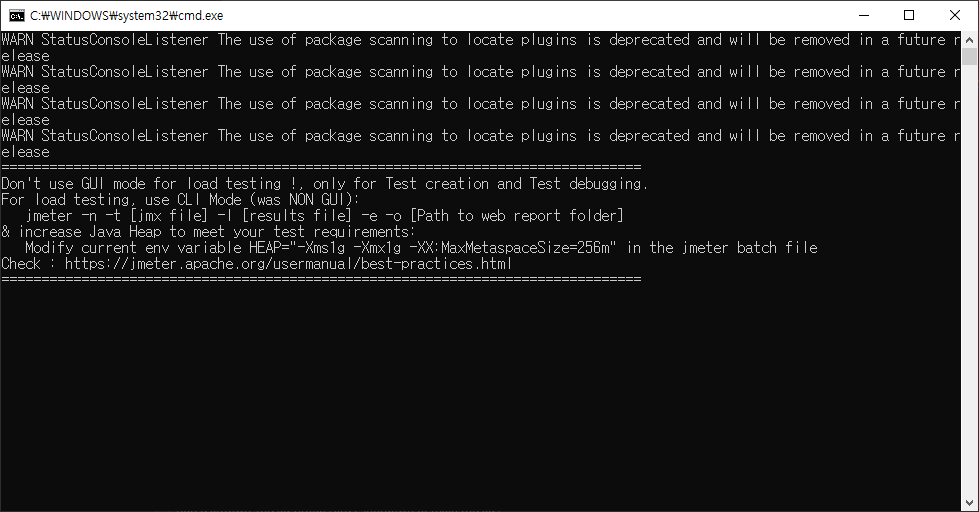 C:₩WINDOWS₩system32₩cmd.exe
WARN StatusConsoleListener The use of package scanning to locate plugins is deprecated and will be removed in a future r
elease
WARN StatusConsoleListener The use of package scanning to locate plugins is deprecated and will be removed in a future r
elease
WARN StatusConsoleListener The use of package scanning to locate plugins is deprecated and will be removed in a future r
elease
WARN StatusConsoleListener The use of package scanning to locate plugins is deprecated and will be removed in a future r
elease
================================================================================
Don't use GUI mode for load testing !, only for Test creation and Test debugging.
For load testing, use CLI Mode (was NON GUI):
   jmeter -n -t [jmx file] -l [results file] -e -o [Path to web report folder]
& increase Java Heap to meet your test requirements:
   Modify current env variable HEAP="-Xms1g -Xmx1g -XX:MaxMetaspaceSize=256m" in the jmeter batch file
Check : https://jmeter.apache.org/usermanual/best-practices.html
================================================================================